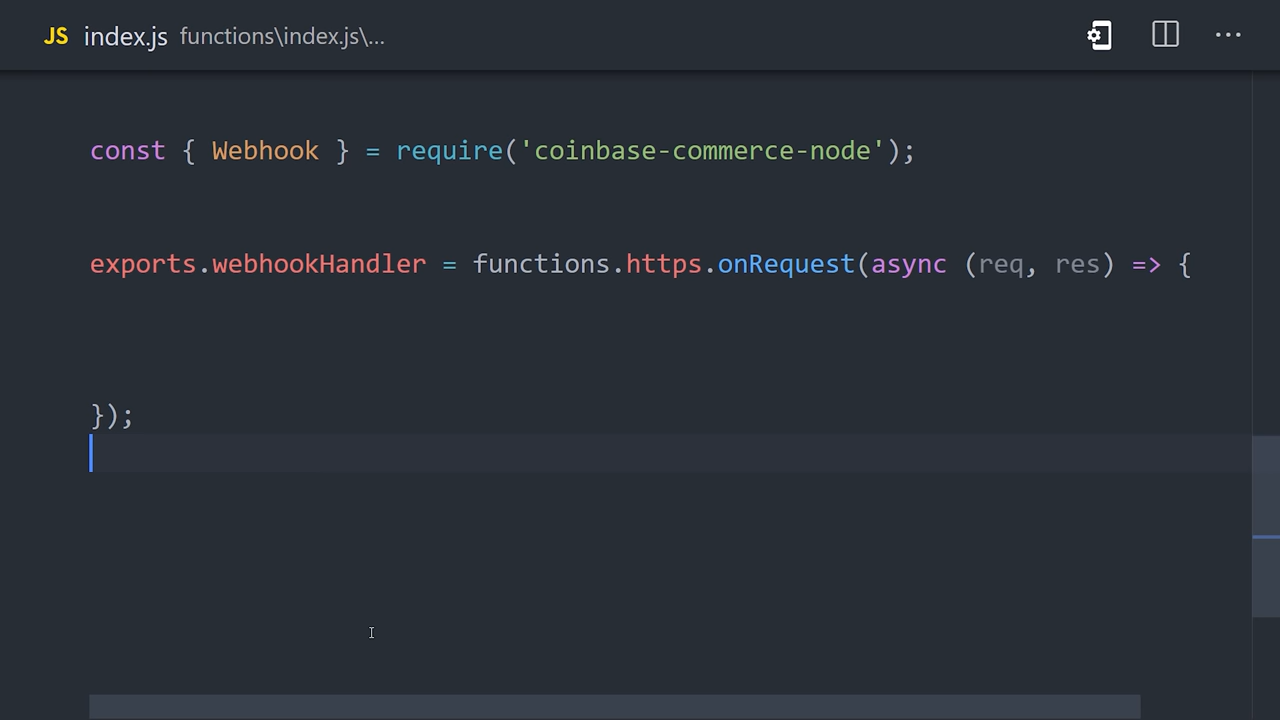 JS index.js functions\index.js\...
const { Webhook } = require('coinbase-commerce-node');
exports.webhookHandler = functions.https.onRequest(async (req, res) => {
});